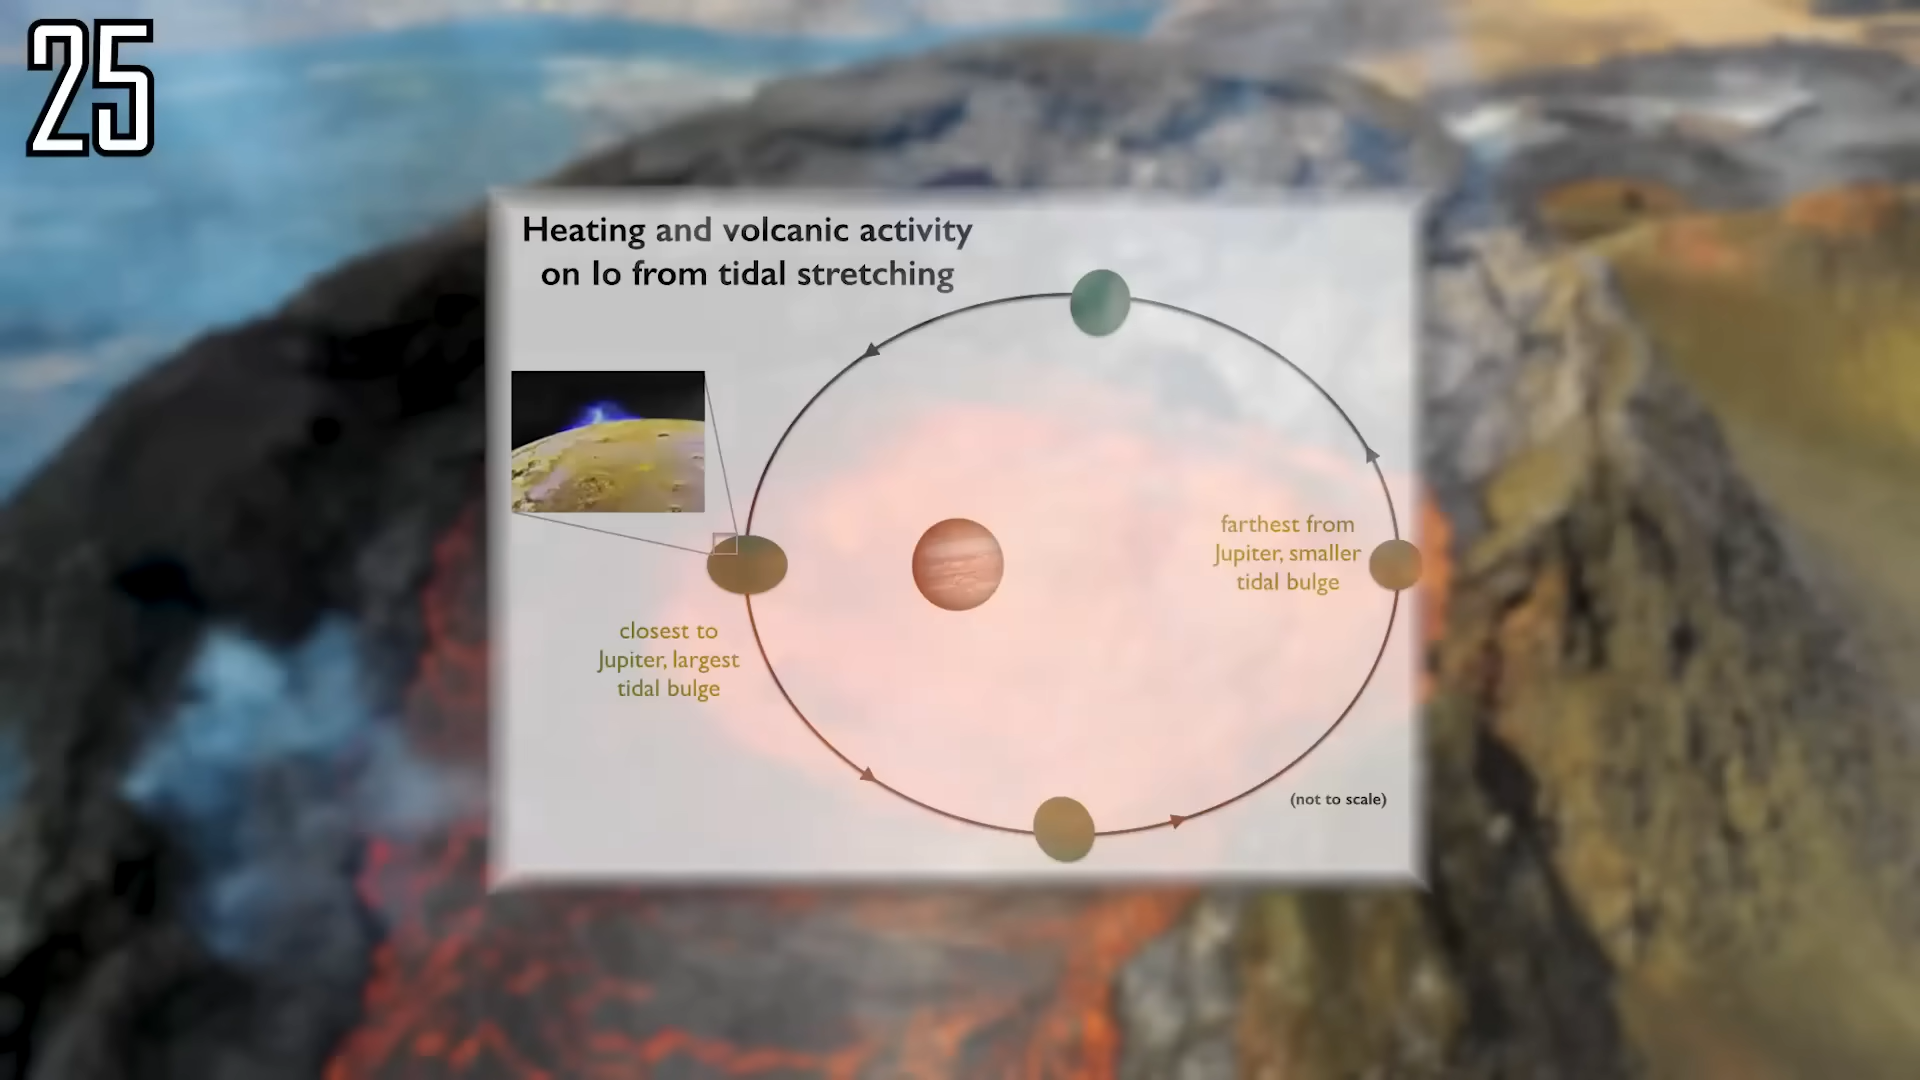 25
Heating and volcanic activity
on Io from tidal stretching
farthest from
Jupiter, smaller
tidal bulge
closest to
Jupiter, largest
tidal bulge
(not to scale)